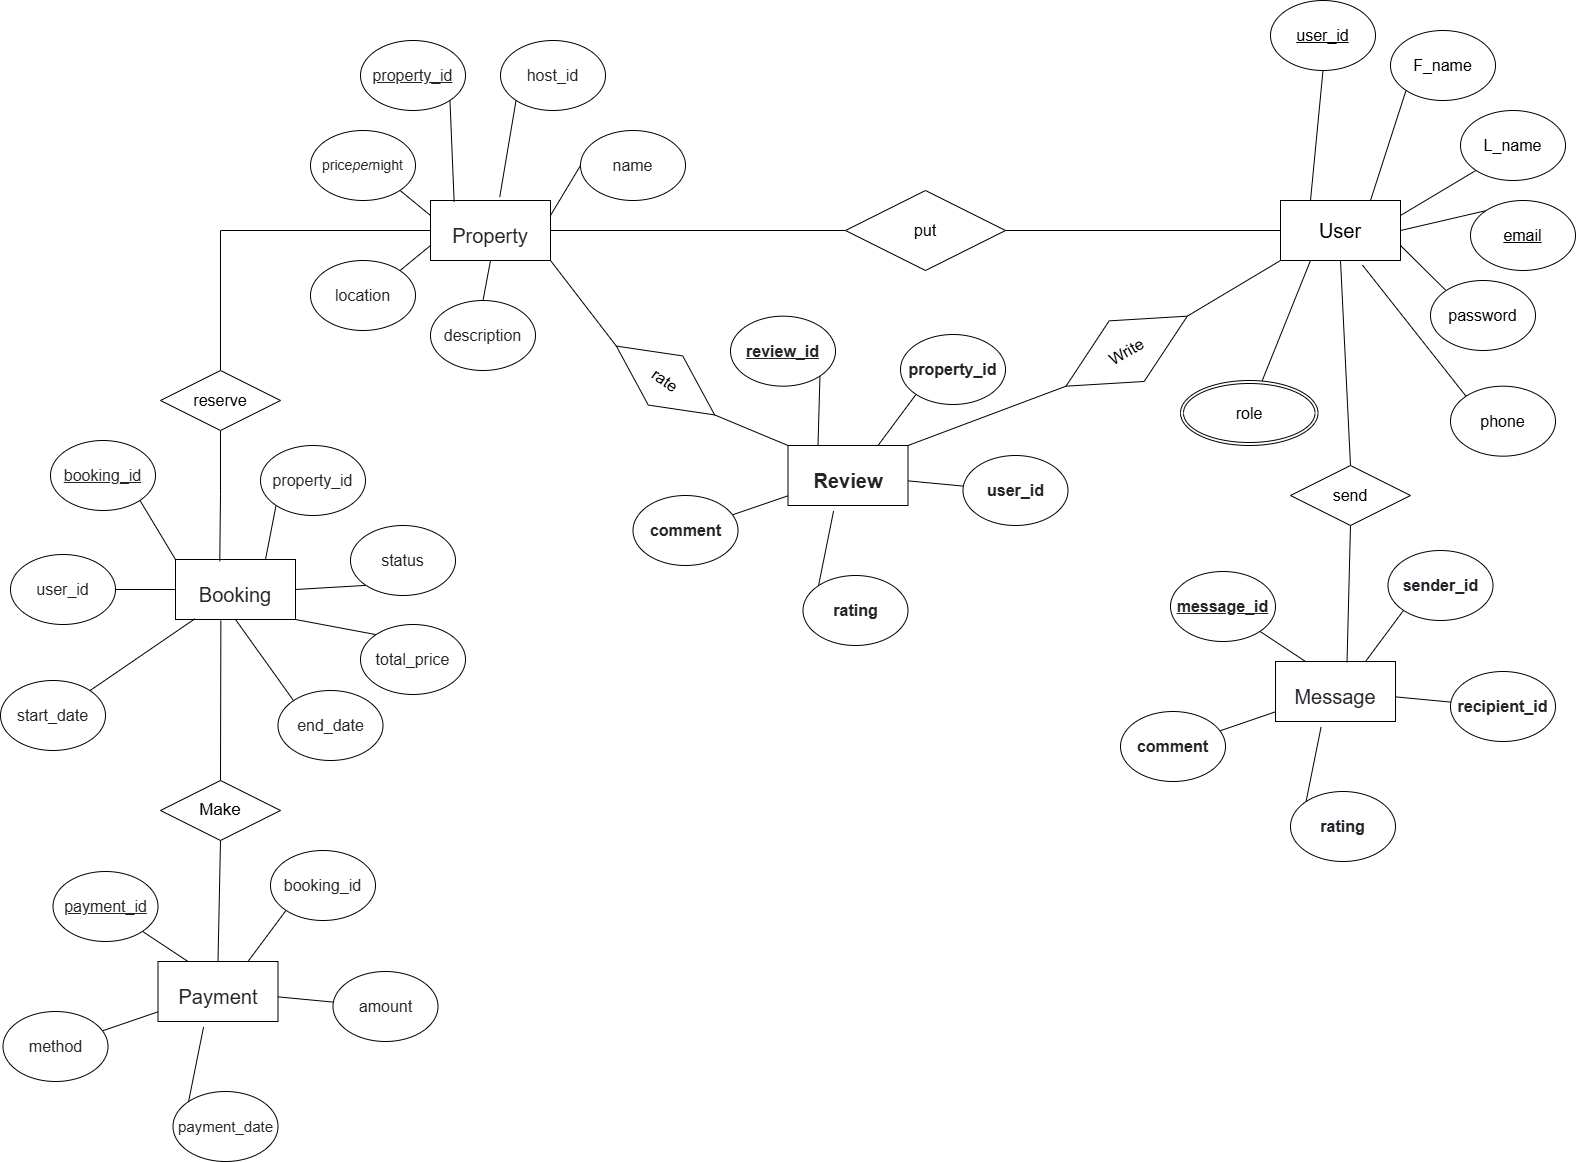 user_id
F_name
property_id
host_id
L_name
pricepernight
name
Property
put
User
email
location
description
password
review_id
property_id
Write
rate
reserve
role
phone
booking_id
property_id
Review
user_id
send
comment
status
user_id
Booking
rating
message_id
sender_id
total_price
start_date
end_date
Message
recipient_id
comment
Make
rating
payment_id
booking_id
Payment
amount
method
payment_date